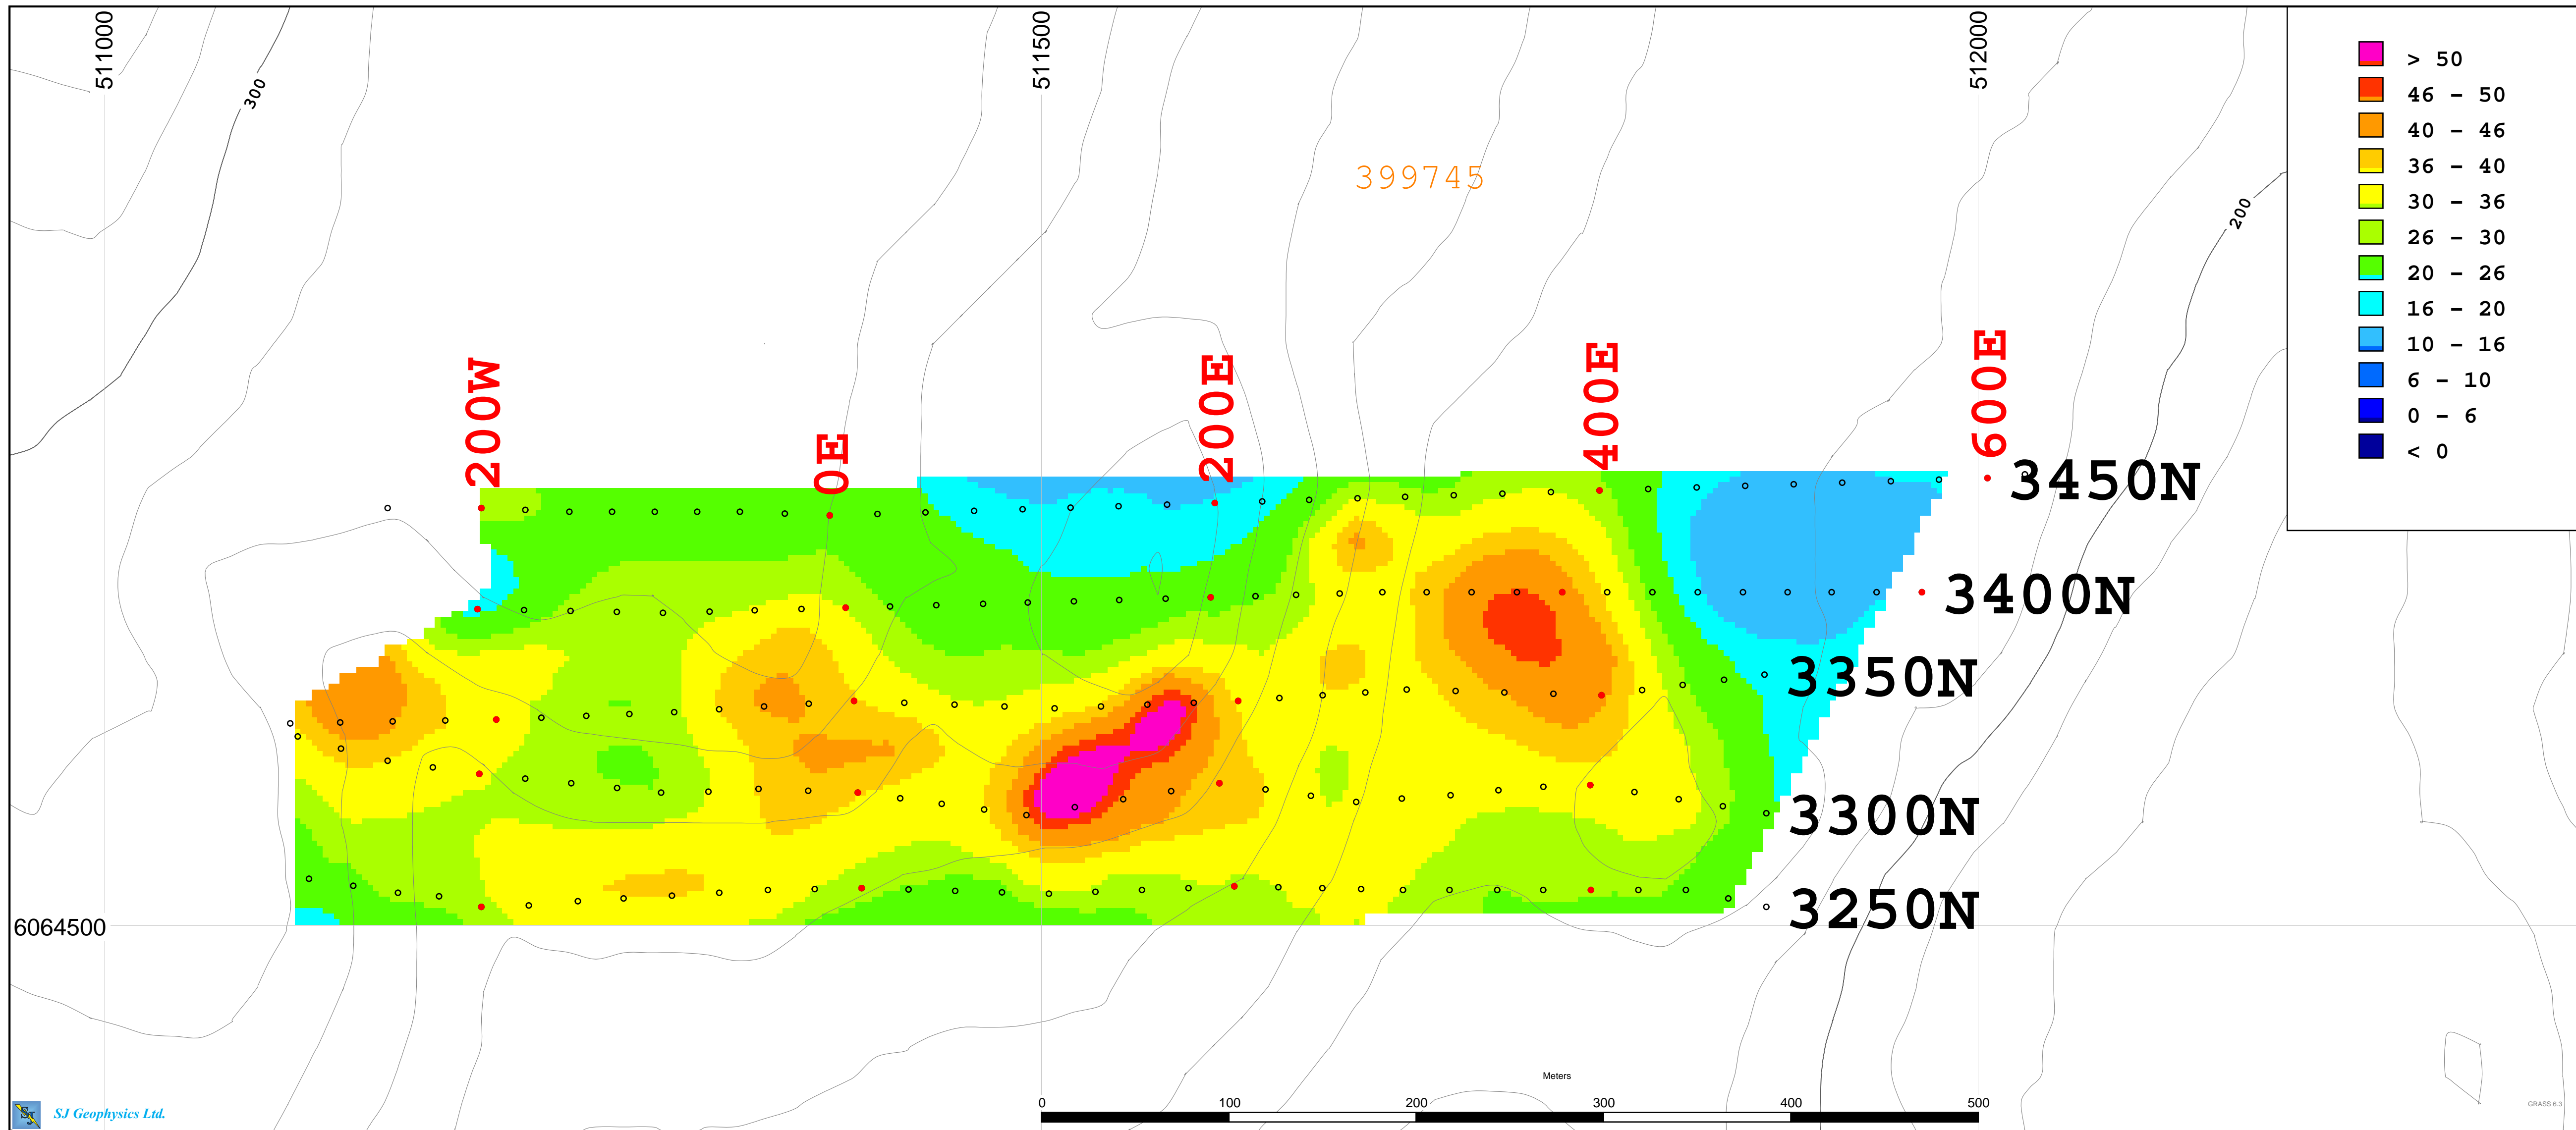 511000
511500
512000
300
399745
200
> 50
46 - 50
40 - 46
36 - 40
30 - 36
26 - 30
20 - 26
16 - 20
10 - 16
6 - 10
0 - 6
< 0
200W
0E
200E
400E
600E
3450N
3400N
3350N
3300N
3250N
6064500
Meters
0 100 200 300 400 500
SJ
SJ Geophysics Ltd.
GRASS 6.3